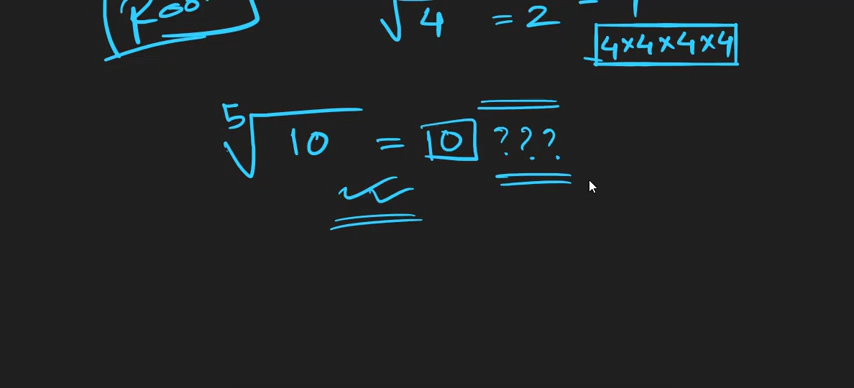 √4 = 2
4×4×4×4
⁵√10 = 10 ???